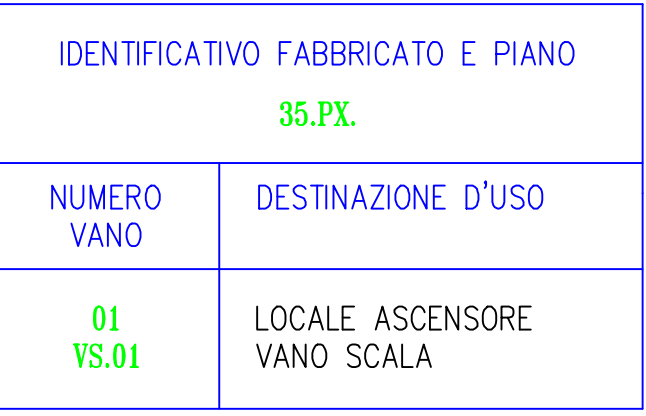 IDENTIFICATIVO FABBRICATO E PIANO
35.PX.
NUMERO VANO
DESTINAZIONE D'USO
01 LOCALE ASCENSORE
VS.01 VANO SCALA